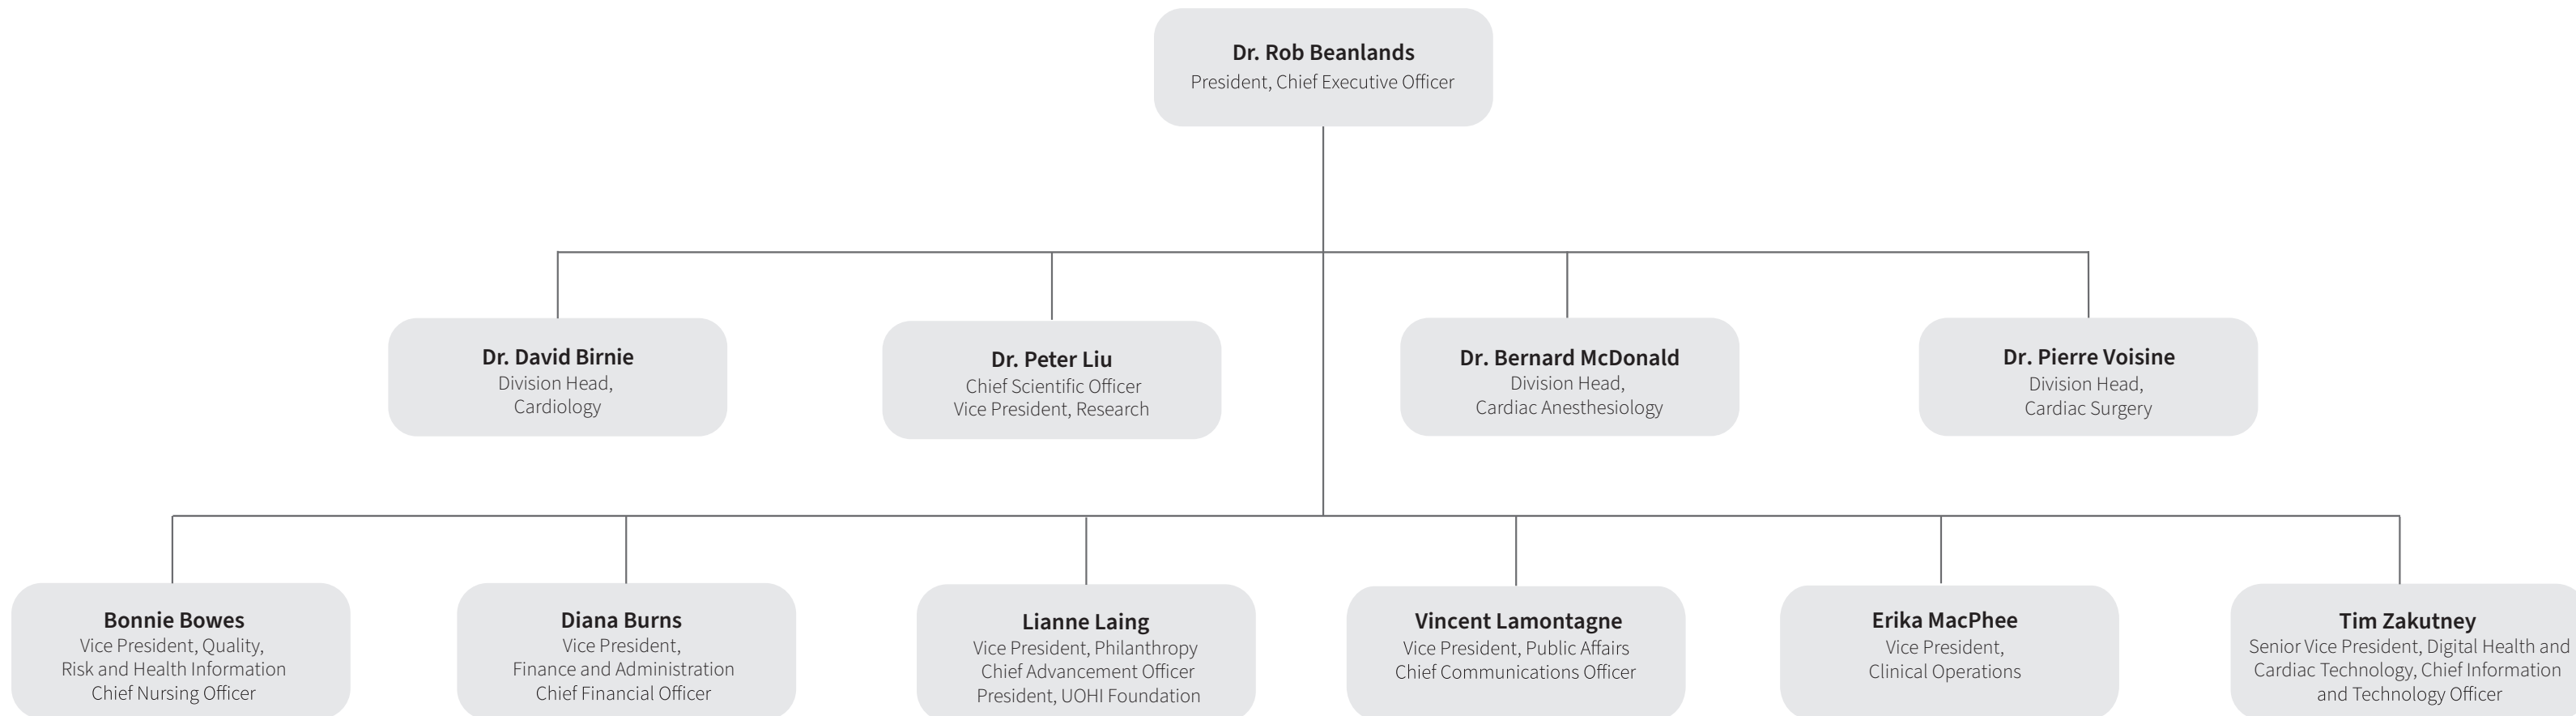 Dr. Rob Beanlands
President, Chief Executive Officer
Dr. David Birnie
Division Head,
Cardiology
Dr. Peter Liu
Chief Scientific Officer
Vice President, Research
Dr. Bernard McDonald
Division Head,
Cardiac Anesthesiology
Dr. Pierre Voisine
Division Head,
Cardiac Surgery
Bonnie Bowes
Vice President, Quality,
Risk and Health Information
Chief Nursing Officer
Diana Burns
Vice President,
Finance and Administration
Chief Financial Officer
Lianne Laing
Vice President, Philanthropy
Chief Advancement Officer
President, UOHI Foundation
Vincent Lamontagne
Vice President, Public Affairs
Chief Communications Officer
Erika MacPhee
Vice President,
Clinical Operations
Tim Zakutney
Senior Vice President, Digital Health and
Cardiac Technology, Chief Information
and Technology Officer